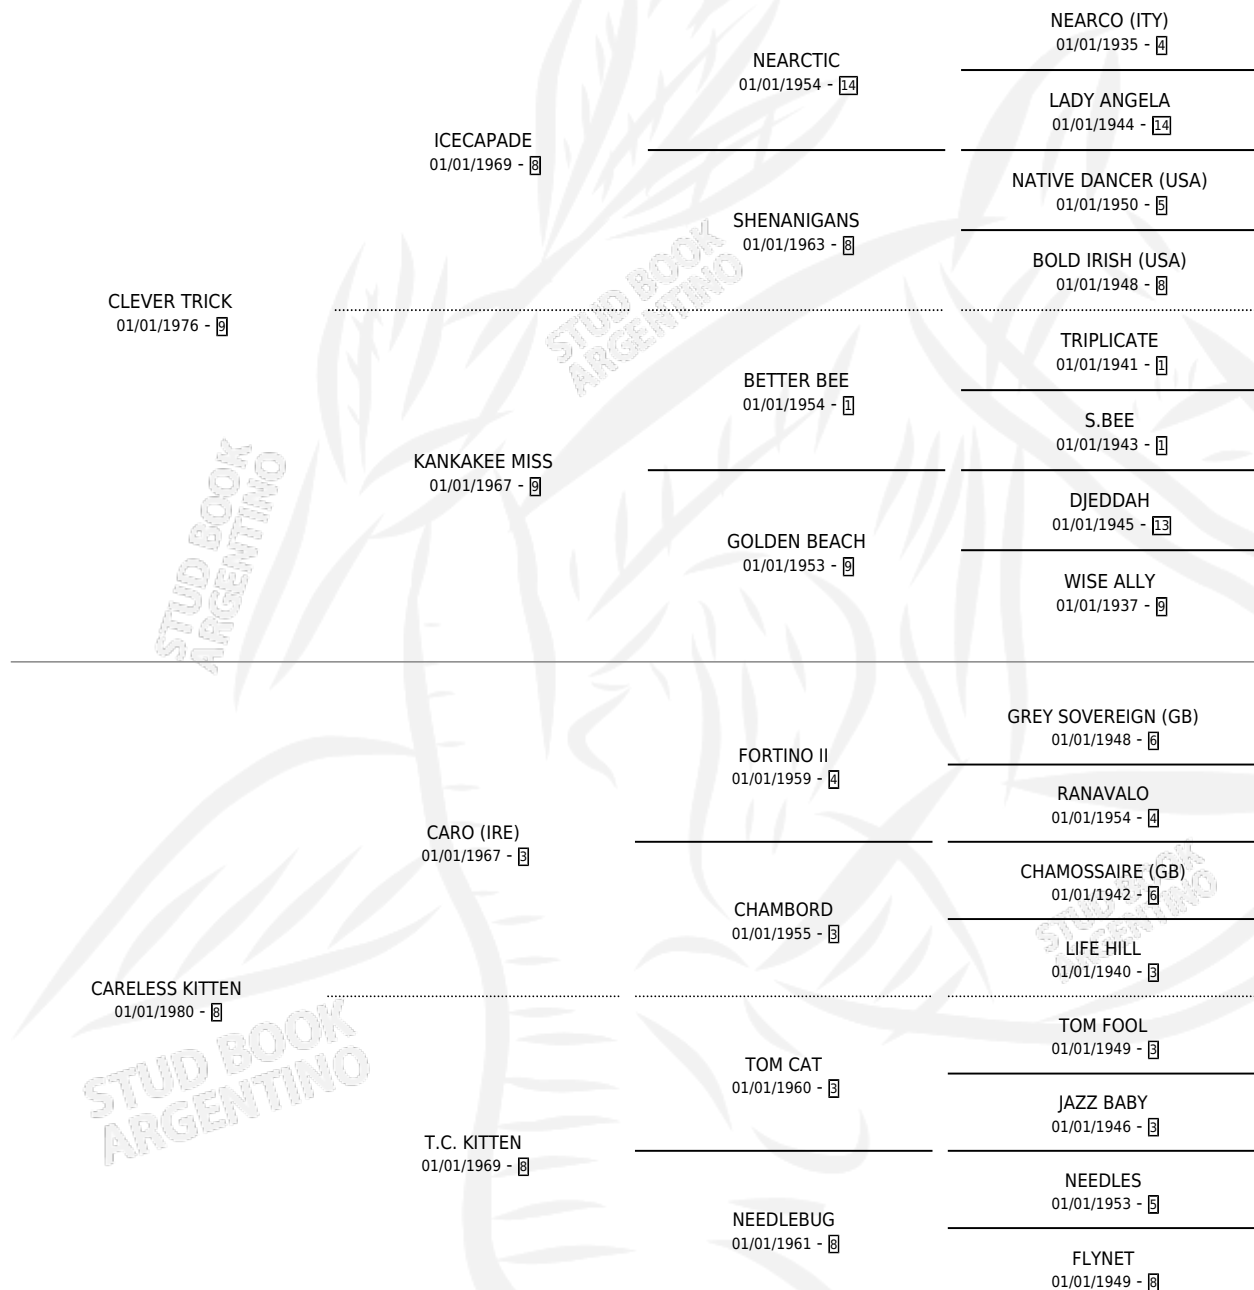 NEARCO (ITY)
01/01/1935 - 4
NEARCTIC
01/01/1954 - 14
LADY ANGELA
01/01/1944 - 14
ICECAPADE
01/01/1969 - 8
NATIVE DANCER (USA)
01/01/1950 - 5
SHENANIGANS
01/01/1963 - 8
BOLD IRISH (USA)
01/01/1948 - 8
CLEVER TRICK
01/01/1976 - 9
TRIPLICATE
01/01/1941 - 1
BETTER BEE
01/01/1954 - 1
S.BEE
01/01/1943 - 1
KANKAKEE MISS
01/01/1967 - 9
DJEDDAH
01/01/1945 - 13
GOLDEN BEACH
01/01/1953 - 9
WISE ALLY
01/01/1937 - 9
GREY SOVEREIGN (GB)
01/01/1948 - 6
FORTINO II
01/01/1959 - 4
RANAVALO
01/01/1954 - 4
CARO (IRE)
01/01/1967 - 3
CHAMOSSAIRE (GB)
01/01/1942 - 6
CHAMBORD
01/01/1955 - 3
LIFE HILL
01/01/1940 - 3
CARELESS KITTEN
01/01/1980 - 8
TOM FOOL
01/01/1949 - 3
TOM CAT
01/01/1960 - 3
JAZZ BABY
01/01/1946 - 3
T.C. KITTEN
01/01/1969 - 8
NEEDLES
01/01/1953 - 5
NEEDLEBUG
01/01/1961 - 8
FLYNET
01/01/1949 - 8
STUD BOOK
ARGENTINO
STUD BOOK
ARGENTINO
STUD BOOK
ARGENTINO
STUD BOOK
ARGENTINO